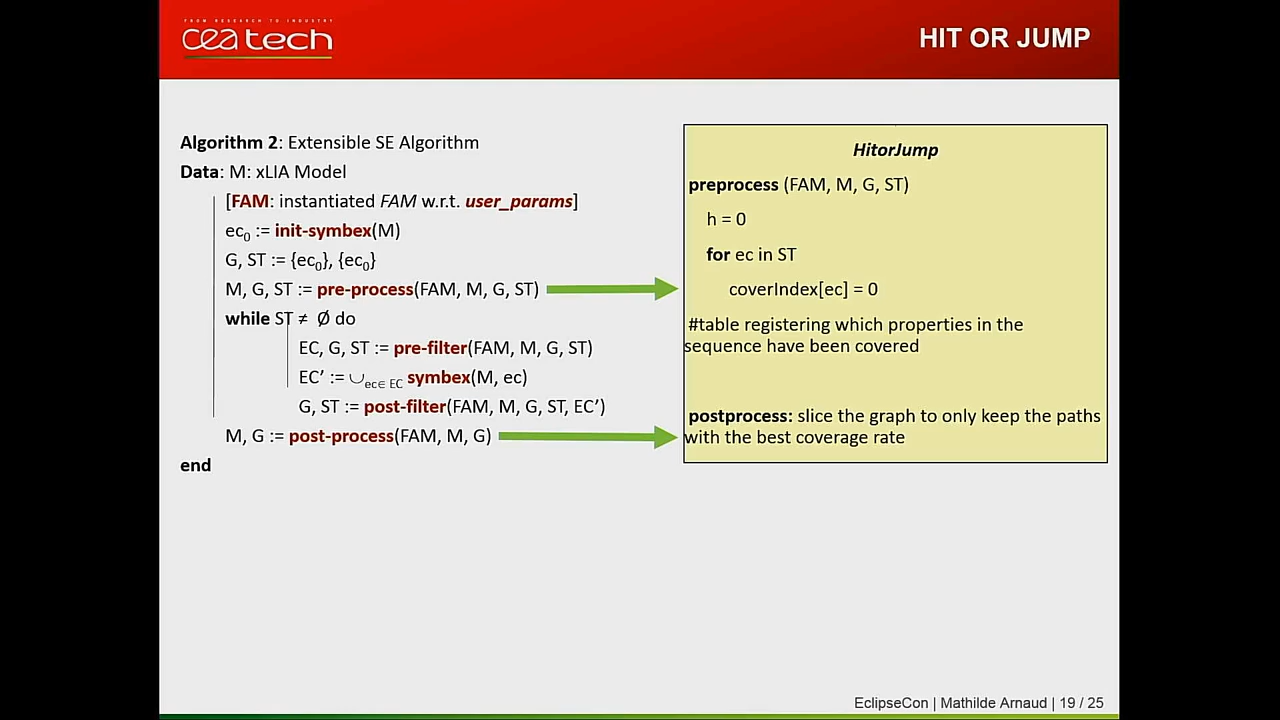 FROM RESEARCH TO INDUSTRY
ceatech
HIT OR JUMP
Algorithm 2: Extensible SE Algorithm
Data: M: xLIA Model
[FAM: instantiated FAM w.r.t. user_params]
ec₀ := init-symbex(M)
G, ST := {ec₀}, {ec₀}
M, G, ST := pre-process(FAM, M, G, ST)
while ST ≠ Ø do
EC, G, ST := pre-filter(FAM, M, G, ST)
EC’ := ∪ec∈ EC symbex(M, ec)
G, ST := post-filter(FAM, M, G, ST, EC’)
M, G := post-process(FAM, M, G)
end
HitorJump
preprocess (FAM, M, G, ST)
h = 0
for ec in ST
coverIndex[ec] = 0
#table registering which properties in the
sequence have been covered
postprocess: slice the graph to only keep the paths
with the best coverage rate
EclipseCon | Mathilde Arnaud | 19 / 25